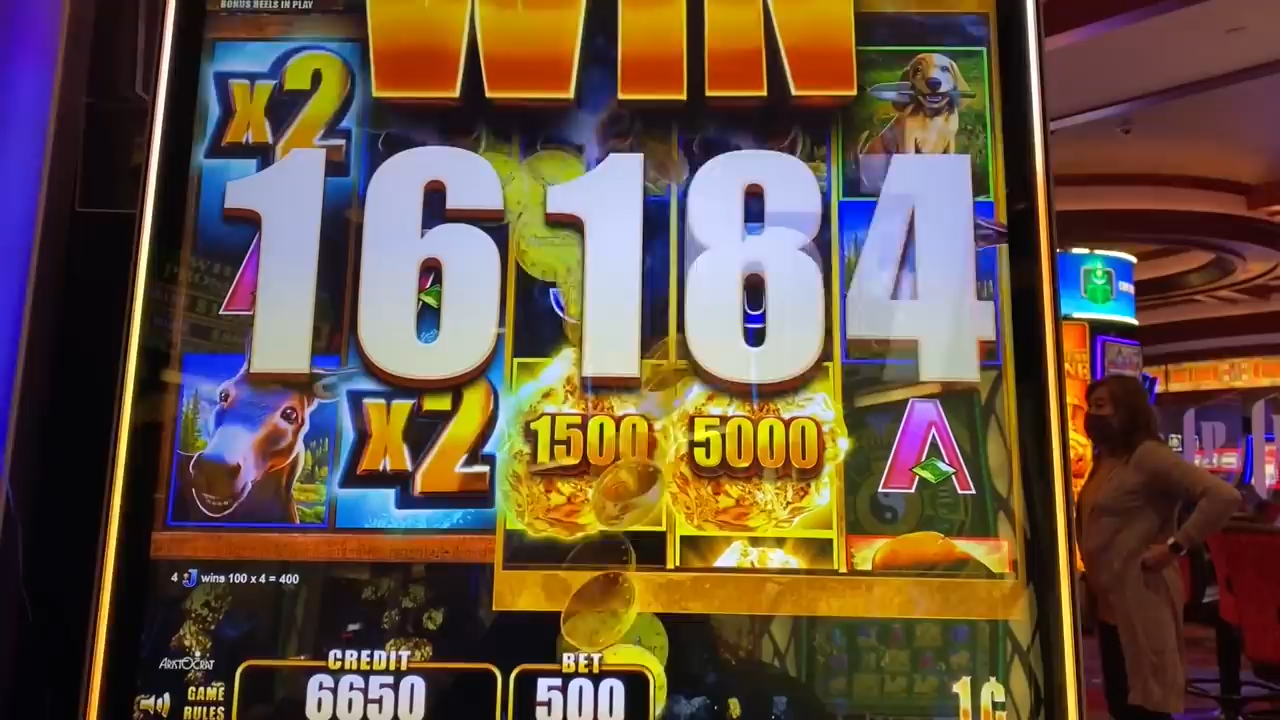 BONUS REELS IN PLAY
WIN
x2
16184
A
x2
1500
5000
A
4 J wins 100 x 4 = 400
ARISTOCRAT
CREDIT
BET
GAME
RULES
6650
500
1¢